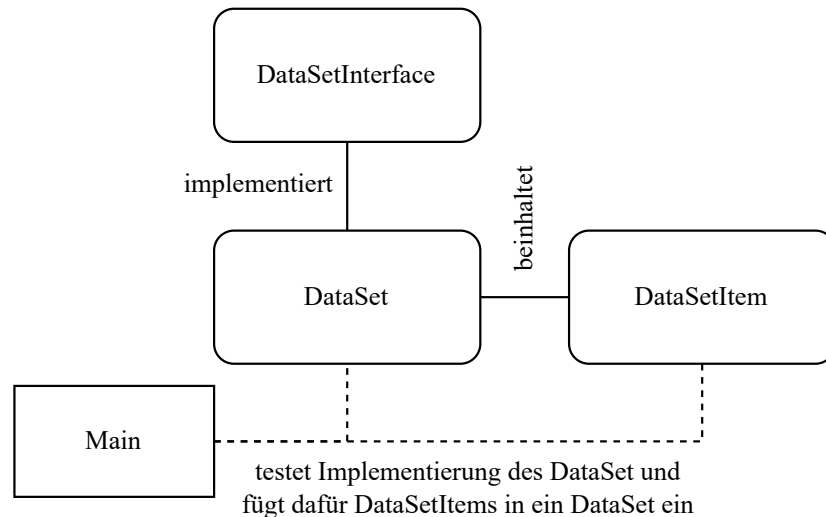 DataSetInterface
implementiert
beinhaltet
DataSet
DataSetItem
Main
testet Implementierung des DataSet und
fügt dafür DataSetItems in ein DataSet ein